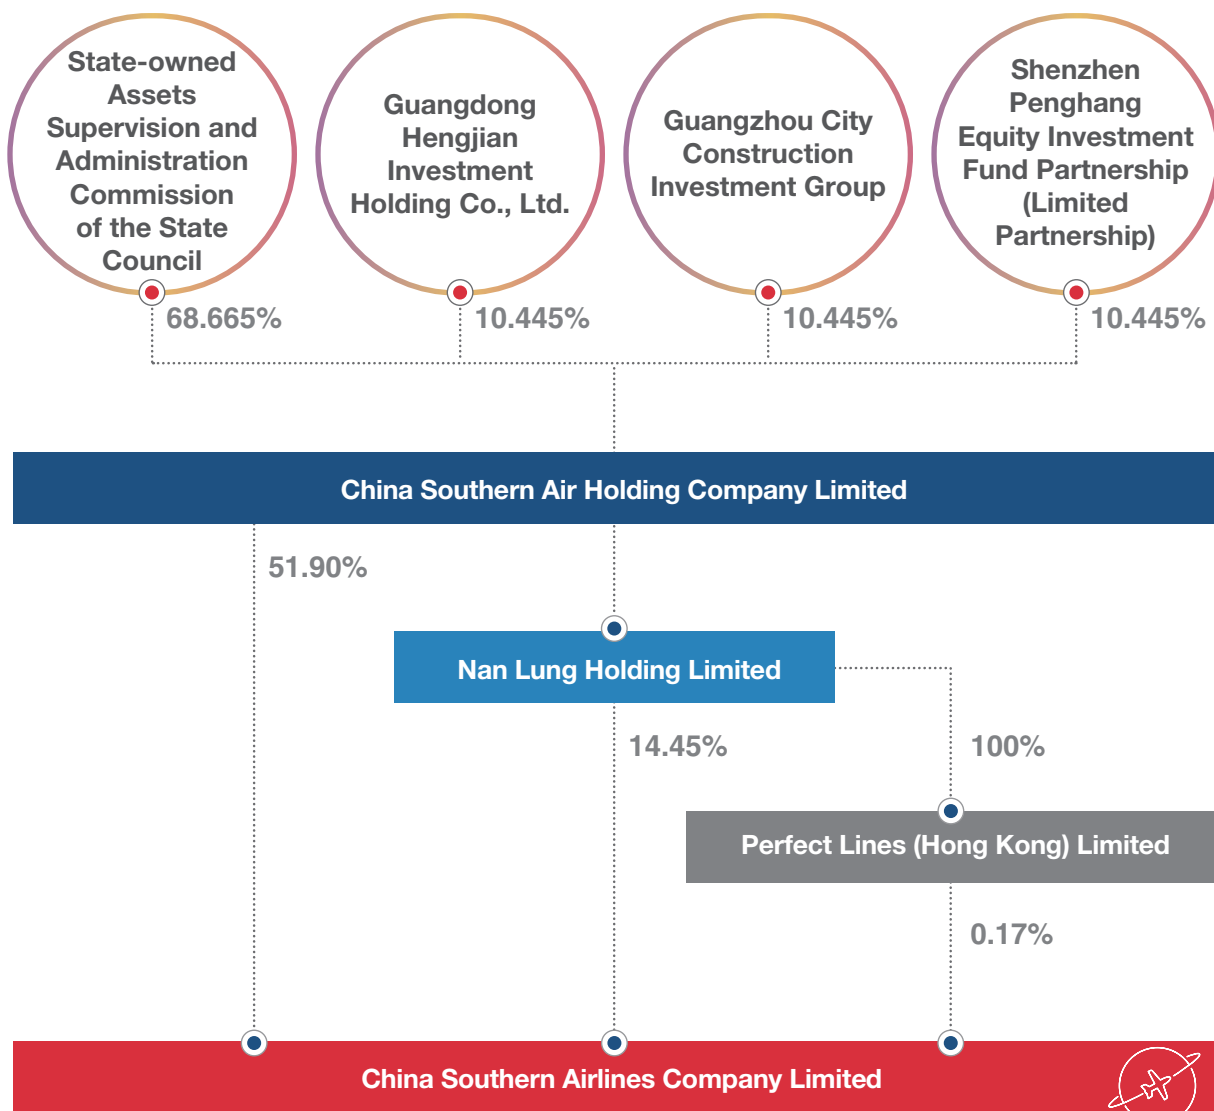 State-owned
Assets
Supervision and
Administration
Commission
of the State
Council
Guangdong
Hengjian
Investment
Holding Co., Ltd.
Guangzhou City
Construction
Investment Group
Shenzhen
Penghang
Equity Investment
Fund Partnership
(Limited
Partnership)
68.665%
10.445%
10.445%
10.445%
China Southern Air Holding Company Limited
51.90%
Nan Lung Holding Limited
14.45%
100%
Perfect Lines (Hong Kong) Limited
0.17%
China Southern Airlines Company Limited